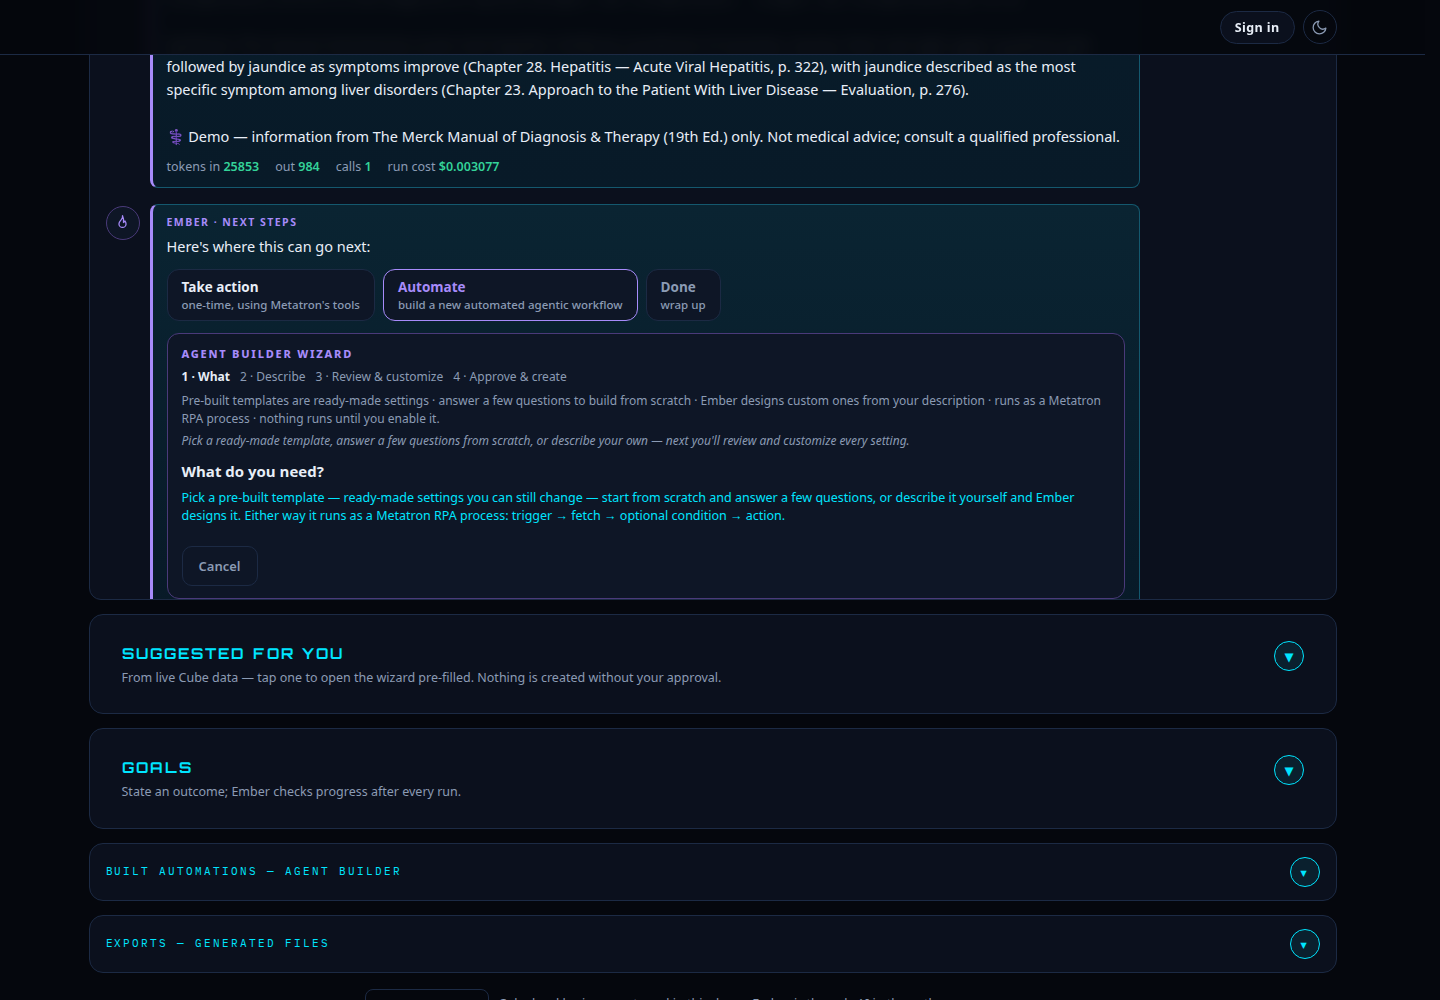 Sign in
followed by jaundice as symptoms improve (Chapter 28. Hepatitis — Acute Viral Hepatitis, p. 322), with jaundice described as the most
specific symptom among liver disorders (Chapter 23. Approach to the Patient With Liver Disease — Evaluation, p. 276).
⚕ Demo — information from The Merck Manual of Diagnosis & Therapy (19th Ed.) only. Not medical advice; consult a qualified professional.
tokens in 25853 out 984 calls 1 run cost $0.003077
EMBER · NEXT STEPS
Here's where this can go next:
Take action
one-time, using Metatron's tools
Automate
build a new automated agentic workflow
Done
wrap up
AGENT BUILDER WIZARD
1 · What 2 · Describe 3 · Review & customize 4 · Approve & create
Pre-built templates are ready-made settings · answer a few questions to build from scratch · Ember designs custom ones from your description · runs as a Metatron
RPA process · nothing runs until you enable it.
Pick a ready-made template, answer a few questions from scratch, or describe your own — next you'll review and customize every setting.
What do you need?
Pick a pre-built template — ready-made settings you can still change — start from scratch and answer a few questions, or describe it yourself and Ember
designs it. Either way it runs as a Metatron RPA process: trigger → fetch → optional condition → action.
Cancel
SUGGESTED FOR YOU
From live Cube data — tap one to open the wizard pre-filled. Nothing is created without your approval.
GOALS
State an outcome; Ember checks progress after every run.
BUILT AUTOMATIONS — AGENT BUILDER
EXPORTS — GENERATED FILES